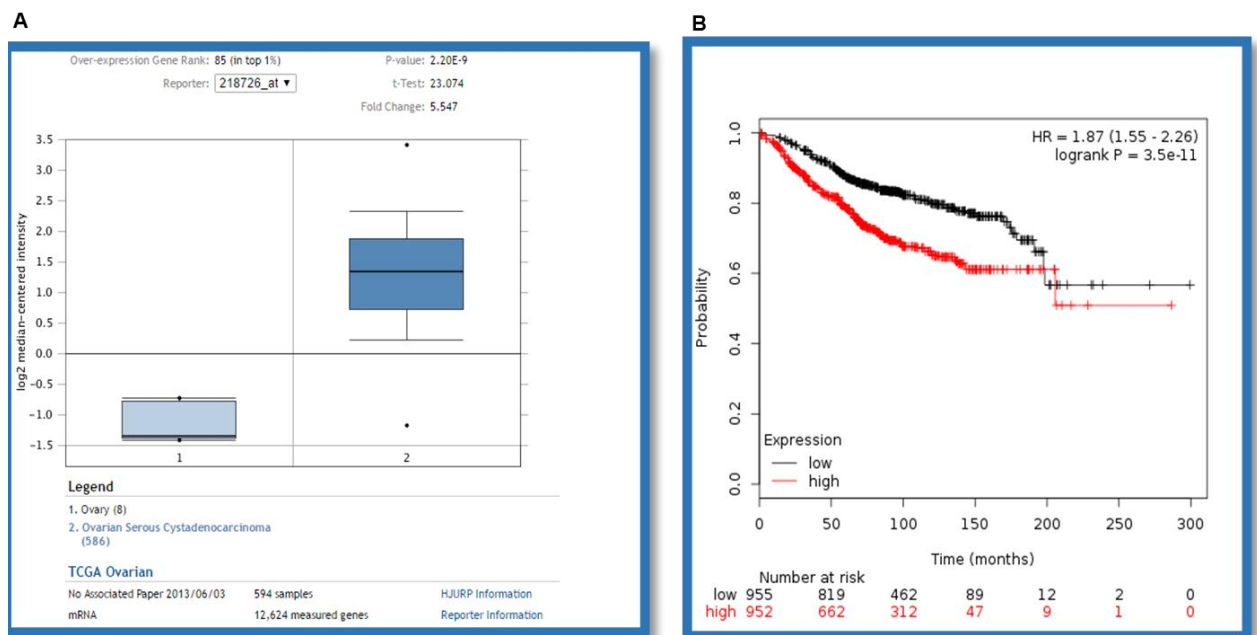 A
Over-expression Gene Rank: 85 (in top 1%)
P-value: 2.20E-9
Reporter: 218726_at ▼
t-Test: 23.074
Fold Change: 5.547
log2 median-centered intensity
3.5
3.0
2.5
2.0
1.5
1.0
0.5
0.0
-0.5
-1.0
-1.5
1 2
Legend
1. Ovary (8)
2. Ovarian Serous Cystadenocarcinoma
(586)
TCGA Ovarian
No Associated Paper 2013/06/03 594 samples HJURP Information
mRNA 12,624 measured genes Reporter Information
B
HR = 1.87 (1.55 - 2.26)
logrank P = 3.5e-11
Probability
1.0
0.8
0.6
0.4
0.2
0.0
Expression
low
high
0 50 100 150 200 250 300
Time (months)
Number at risk
low 955 819 462 89 12 2 0
high 952 662 312 47 9 1 0